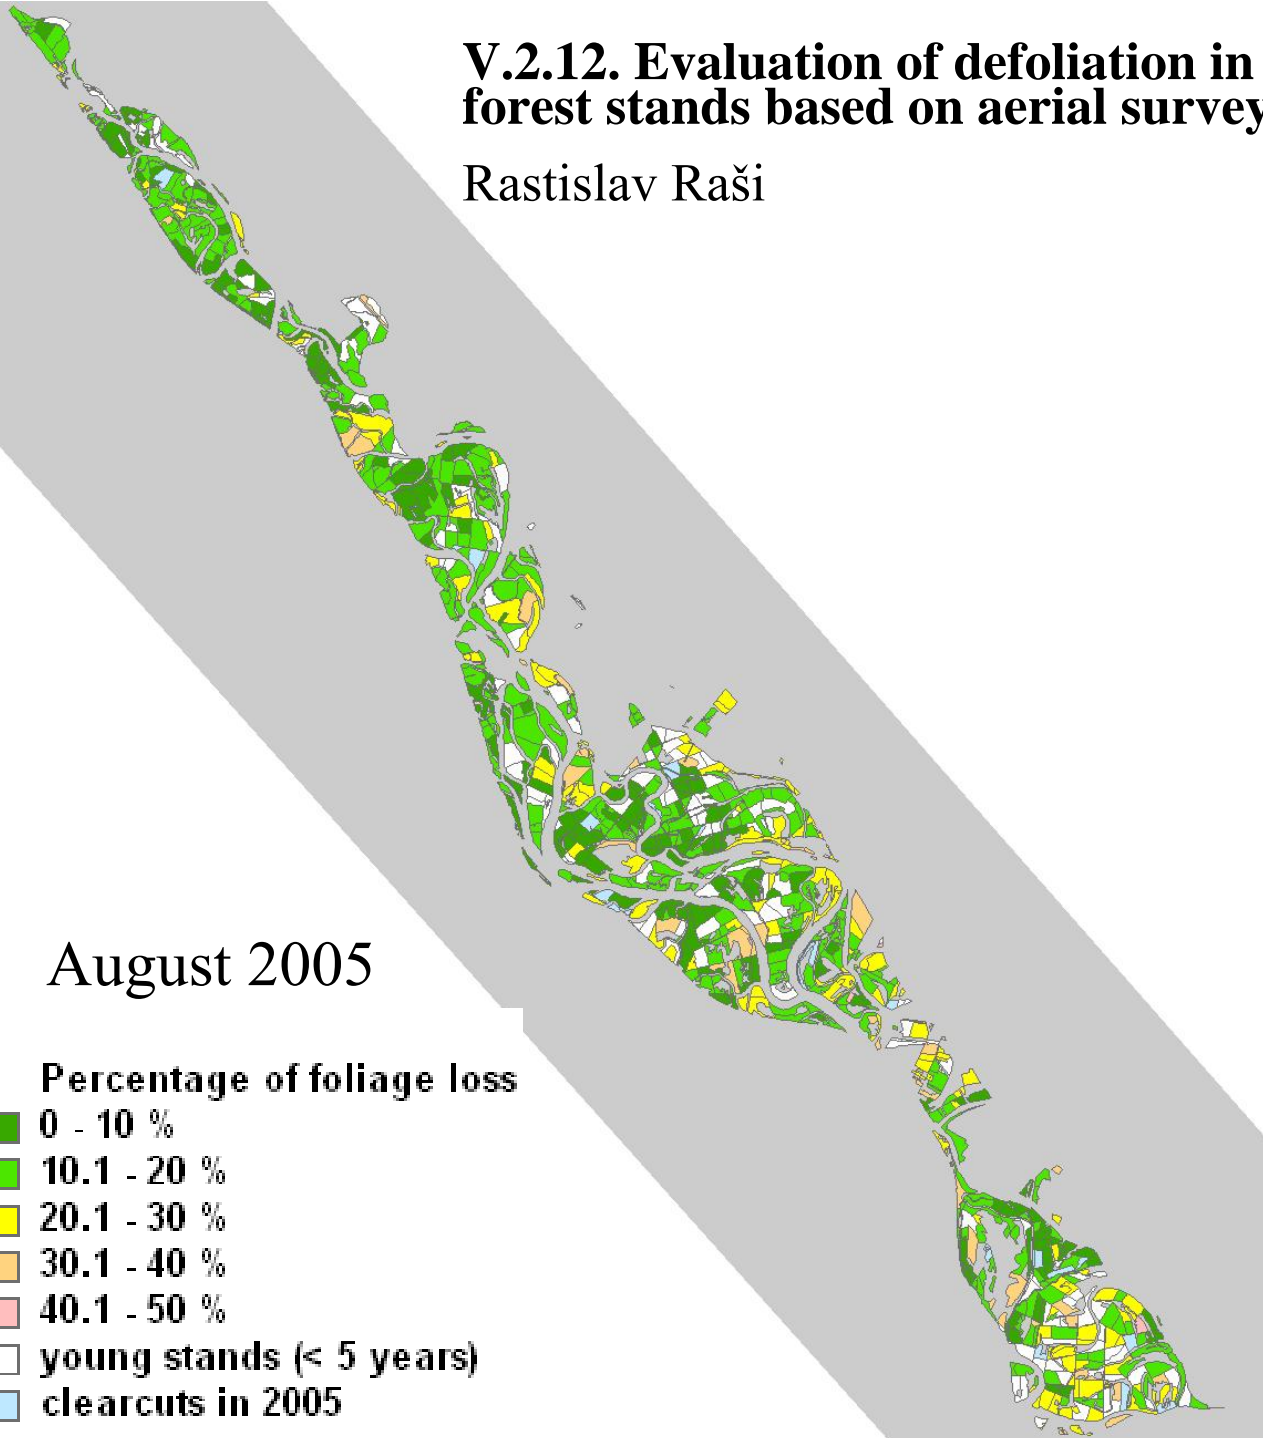 V.2.12. Evaluation of defoliation in
forest stands based on aerial survey
Rastislav Raši
August 2005
Percentage of foliage loss
0 - 10 %
10.1 - 20 %
20.1 - 30 %
30.1 - 40 %
40.1 - 50 %
young stands (< 5 years)
clearcuts in 2005